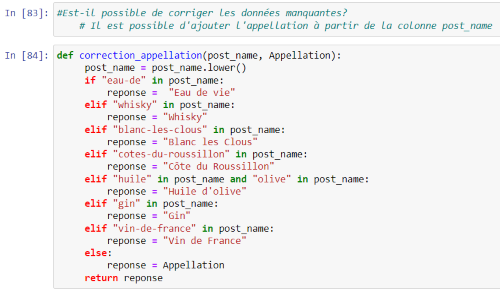 In [83]: #Est-il possible de corriger les données manquantes?
# Il est possible d'ajouter l'appellation à partir de la colonne post_name
In [84]: def correction_appellation(post_name, Appellation):
post_name = post_name.lower()
if "eau-de" in post_name:
reponse = "Eau de vie"
elif "whisky" in post_name:
reponse = "Whisky"
elif "blanc-les-clous" in post_name:
reponse = "Blanc les Clous"
elif "cotes-du-roussillon" in post_name:
reponse = "Côte du Roussillon"
elif "huile" in post_name and "olive" in post_name:
reponse = "Huile d'olive"
elif "gin" in post_name:
reponse = "Gin"
elif "vin-de-france" in post_name:
reponse = "Vin de France"
else:
reponse = Appellation
return reponse